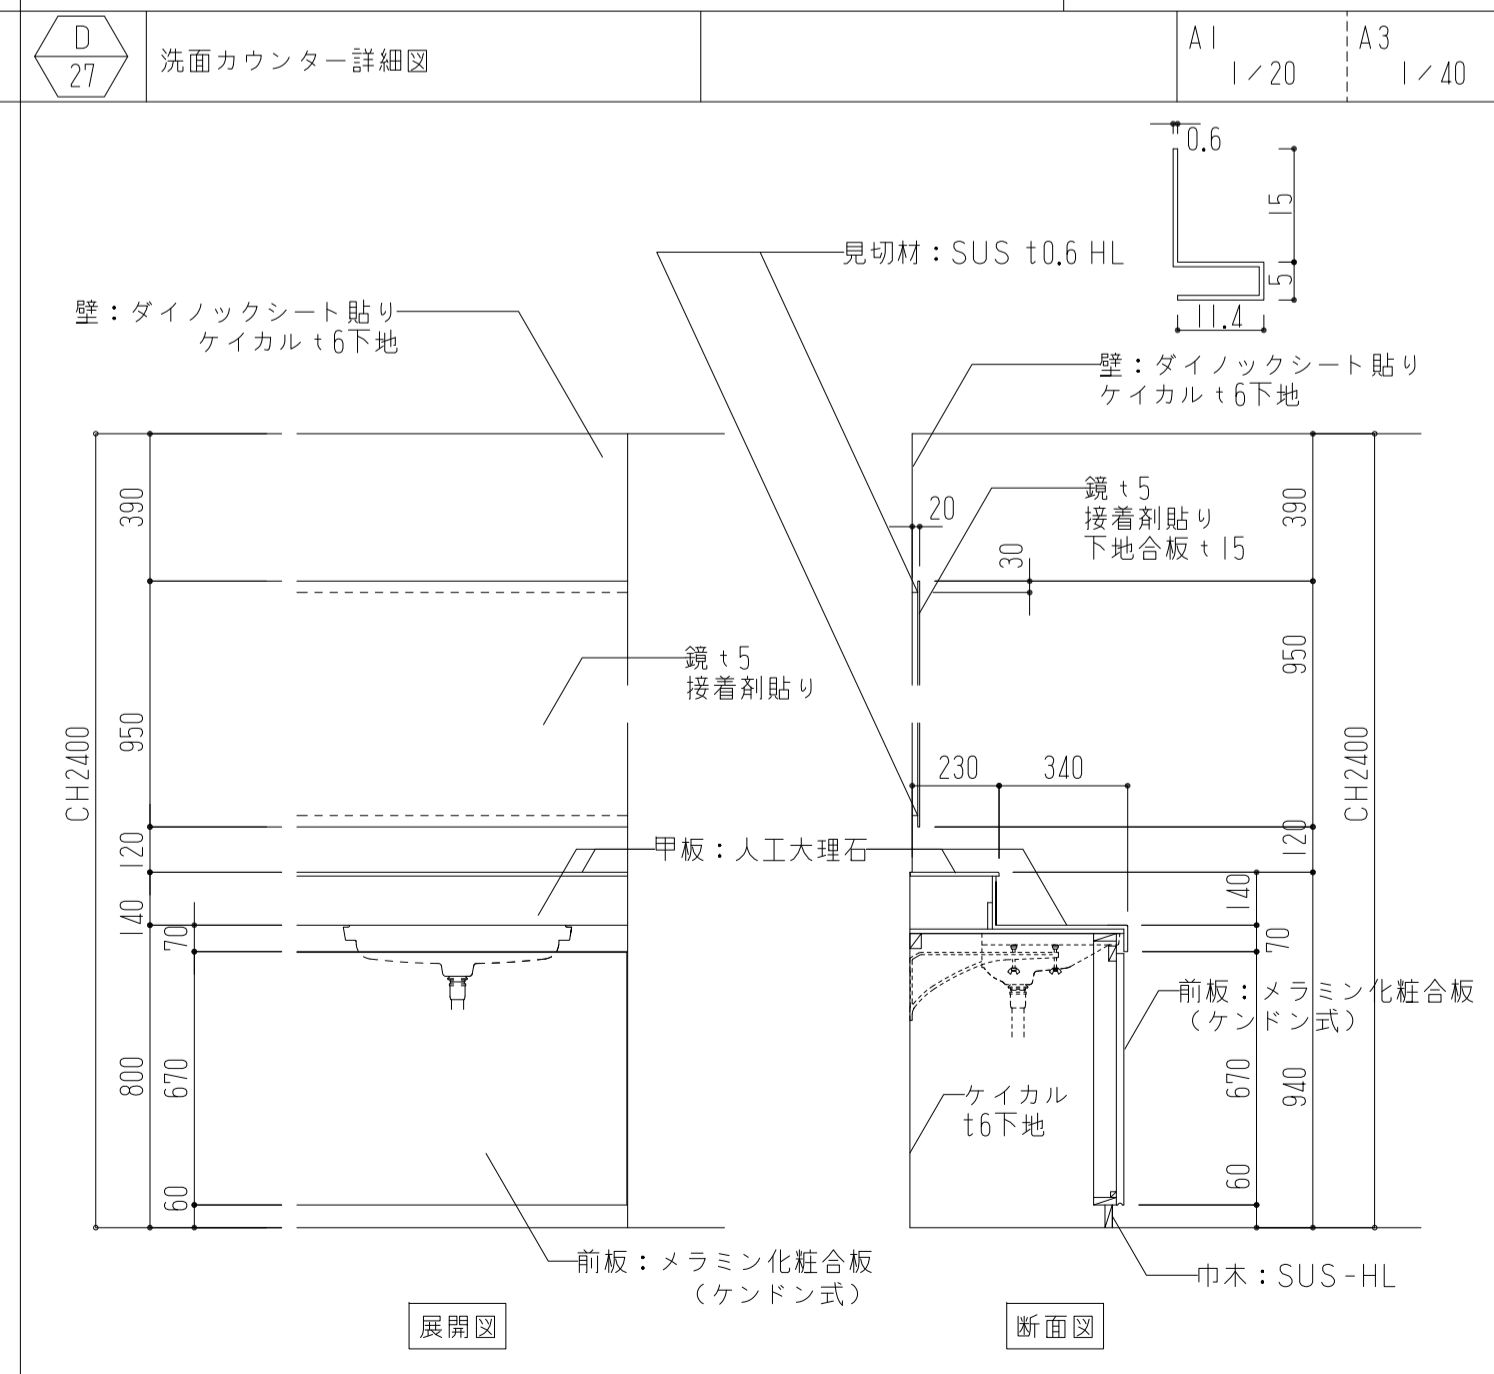 D
27
洗面カウンター詳細図
A1
1/20
A3
1/40
0.6
15
5
11.4
見切材：SUS t0.6 HL
壁：ダイノックシート貼り
ケイカルt6下地
壁：ダイノックシート貼り
ケイカルt6下地
鏡t5
接着剤貼り
下地合板t15
20
30
390
950
120
140
800
70
670
60
CH2400
鏡t5
接着剤貼り
230
340
甲板：人工大理石
390
950
120
940
140
70
670
60
CH2400
前板：メラミン化粧合板
（ケンドン式）
ケイカル
t6下地
前板：メラミン化粧合板
（ケンドン式）
巾木：SUS-HL
展開図
断面図